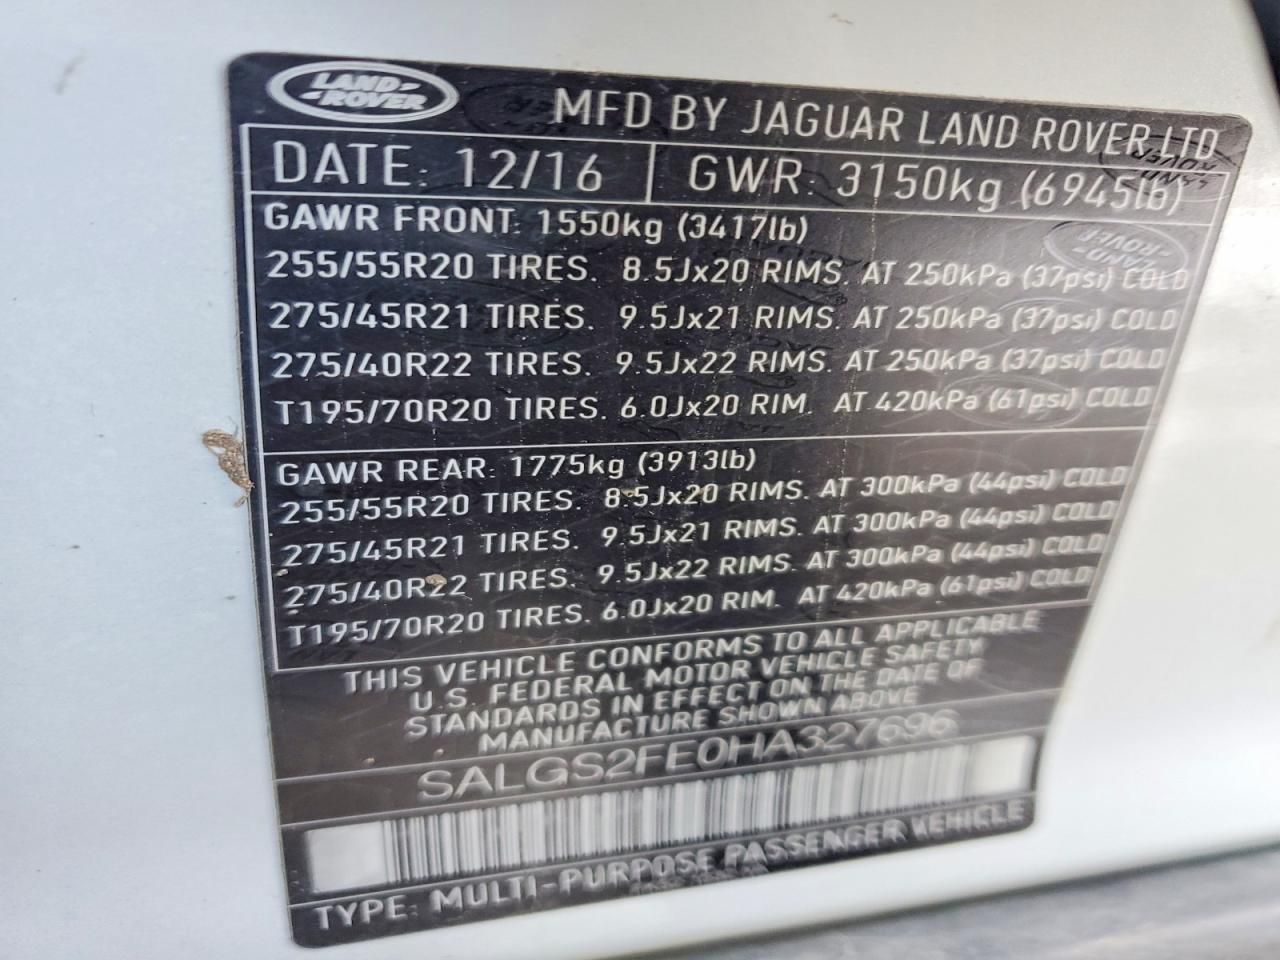 LAND ROVER
MFD BY JAGUAR LAND ROVER LTD
DATE: 12/16 GWR: 3150kg (6945lb)
GAWR FRONT: 1550kg (3417lb)
255/55R20 TIRES. 8.5Jx20 RIMS. AT 250kPa (37psi) COLD
275/45R21 TIRES. 9.5Jx21 RIMS. AT 250kPa (37psi) COLD
275/40R22 TIRES. 9.5Jx22 RIMS. AT 250kPa (37psi) COLD
T195/70R20 TIRES. 6.0Jx20 RIM. AT 420kPa (61psi) COLD
GAWR REAR: 1775kg (3913lb)
255/55R20 TIRES. 8.5Jx20 RIMS. AT 300kPa (44psi) COLD
275/45R21 TIRES. 9.5Jx21 RIMS. AT 300kPa (44psi) COLD
275/40R22 TIRES. 9.5Jx22 RIMS. AT 300kPa (44psi) COLD
T195/70R20 TIRES. 6.0Jx20 RIM. AT 420kPa (61psi) COLD
THIS VEHICLE CONFORMS TO ALL APPLICABLE
U.S. FEDERAL MOTOR VEHICLE SAFETY
STANDARDS IN EFFECT ON THE DATE OF
MANUFACTURE SHOWN ABOVE
SALGS2FE0HA327696
TYPE: MULTI-PURPOSE PASSENGER VEHICLE